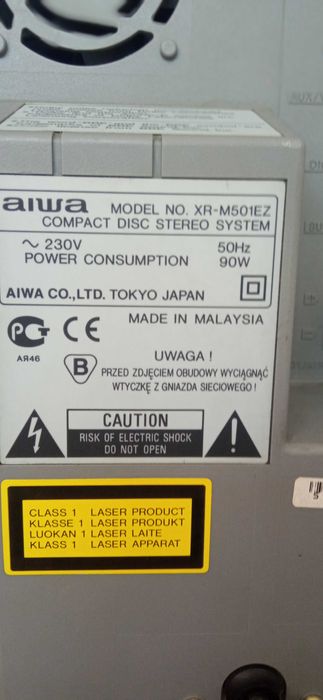 aiwa
aiwa MODEL NO. XR-M501EZ
COMPACT DISC STEREO SYSTEM
~ 230V 50Hz
POWER CONSUMPTION 90W
AIWA CO.,LTD. TOKYO JAPAN
РСТ CE MADE IN MALAYSIA
АЯ46
B
UWAGA !
PRZED ZDJĘCIEM OBUDOWY WYCIĄGNĄĆ
WTYCZKĘ Z GNIAZDA SIECIOWEGO !
CAUTION
RISK OF ELECTRIC SHOCK
DO NOT OPEN
CLASS 1 LASER PRODUCT
KLASSE 1 LASER PRODUKT
LUOKAN 1 LASER LAITE
KLASS 1 LASER APPARAT